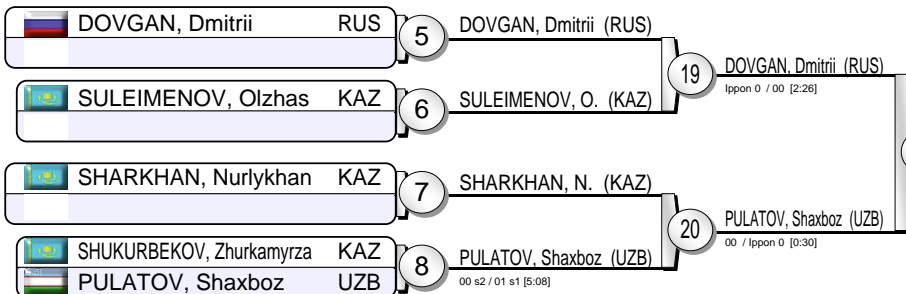 DOVGAN, Dmitrii RUS
5
DOVGAN, Dmitrii (RUS)
19
DOVGAN, Dmitrii (RUS)
Ippon 0 / 00 [2:26]
SULEIMENOV, Olzhas KAZ
6
SULEIMENOV, O. (KAZ)
SHARKHAN, Nurlykhan KAZ
7
SHARKHAN, N. (KAZ)
20
PULATOV, Shaxboz (UZB)
00 / Ippon 0 [0:30]
SHUKURBEKOV, Zhurkamyrza KAZ
8
PULATOV, Shaxboz (UZB)
00 s2 / 01 s1 [5:08]
PULATOV, Shaxboz UZB